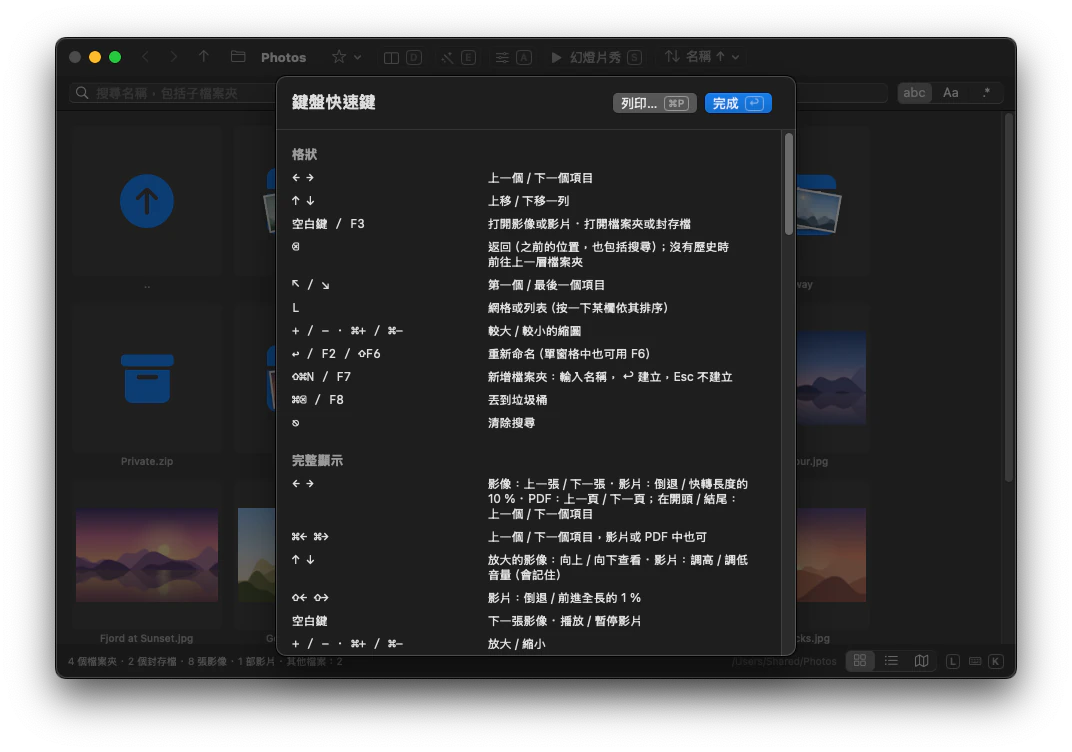 Photos
D
E
A
幻燈片秀 S
名稱
搜尋名稱，包括子檔案夾
abc
Aa
.*
鍵盤快速鍵
列印... ⌘P
完成 ↩
格狀
← → 上一個 / 下一個項目
↑ ↓ 上移 / 下移一列
空白鍵 / F3 打開影像或影片 · 打開檔案夾或封存檔
⌫ 返回 (之前的位置，也包括搜尋)；沒有歷史時
前往上一層檔案夾
↖ / ↘ 第一個 / 最後一個項目
L 網格或列表 (按一下某欄依其排序)
+ / − · ⌘+ / ⌘− 較大 / 較小的縮圖
↩ / F2 / ⇧F6 重新命名 (單窗格中也可用 F6)
⇧⌘N / F7 新增檔案夾：輸入名稱，↩ 建立，Esc 不建立
⌘⌫ / F8 丟到垃圾桶
⎋ 清除搜尋
完整顯示
← → 影像：上一張 / 下一張 · 影片：倒退 / 快轉長度的
10 % · PDF：上一頁 / 下一頁；在開頭 / 結尾：
上一個 / 下一個項目
⌘← ⌘→ 上一個 / 下一個項目，影片或 PDF 中也可
↑ ↓ 放大的影像：向上 / 向下查看 · 影片：調高 / 調低
音量 (會記住)
⇧← ⇧→ 影片：倒退 / 前進全長的 1 %
空白鍵 下一張影像 · 播放 / 暫停影片
+ / − · ⌘+ / ⌘− 放大 / 縮小
..
way
Private.zip
our.jpg
Fjord at Sunset.jpg
Go
cks.jpg
4 個檔案夾 · 2 個封存檔 · 8 張影像 · 1 部影片 · 其他檔案：2
/Users/Shared/Photos
L
K